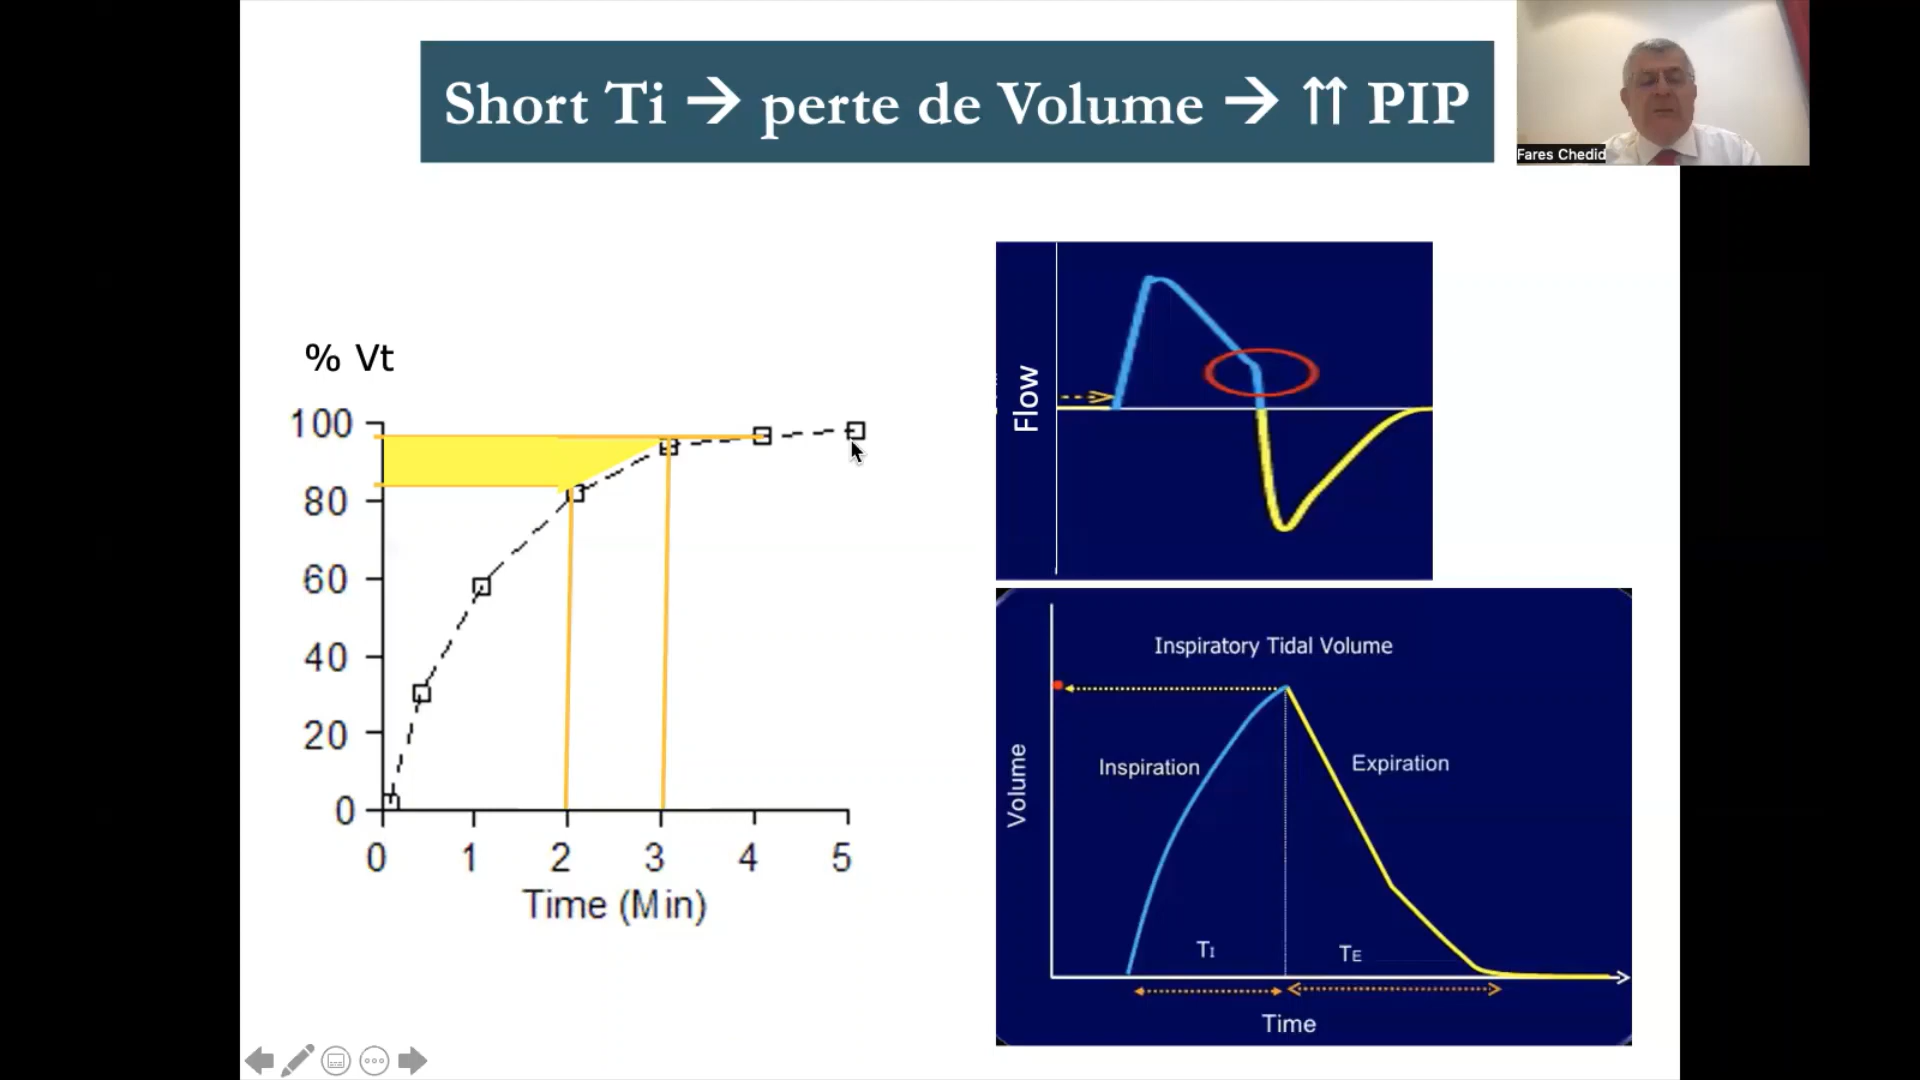 Short Ti → perte de Volume → ⇈ PIP
Fares Chedid
% Vt
100
80
60
40
20
0
0 1 2 3 4 5
Time (Min)
Flow
Inspiratory Tidal Volume
Volume
Inspiration
Expiration
TI
TE
Time